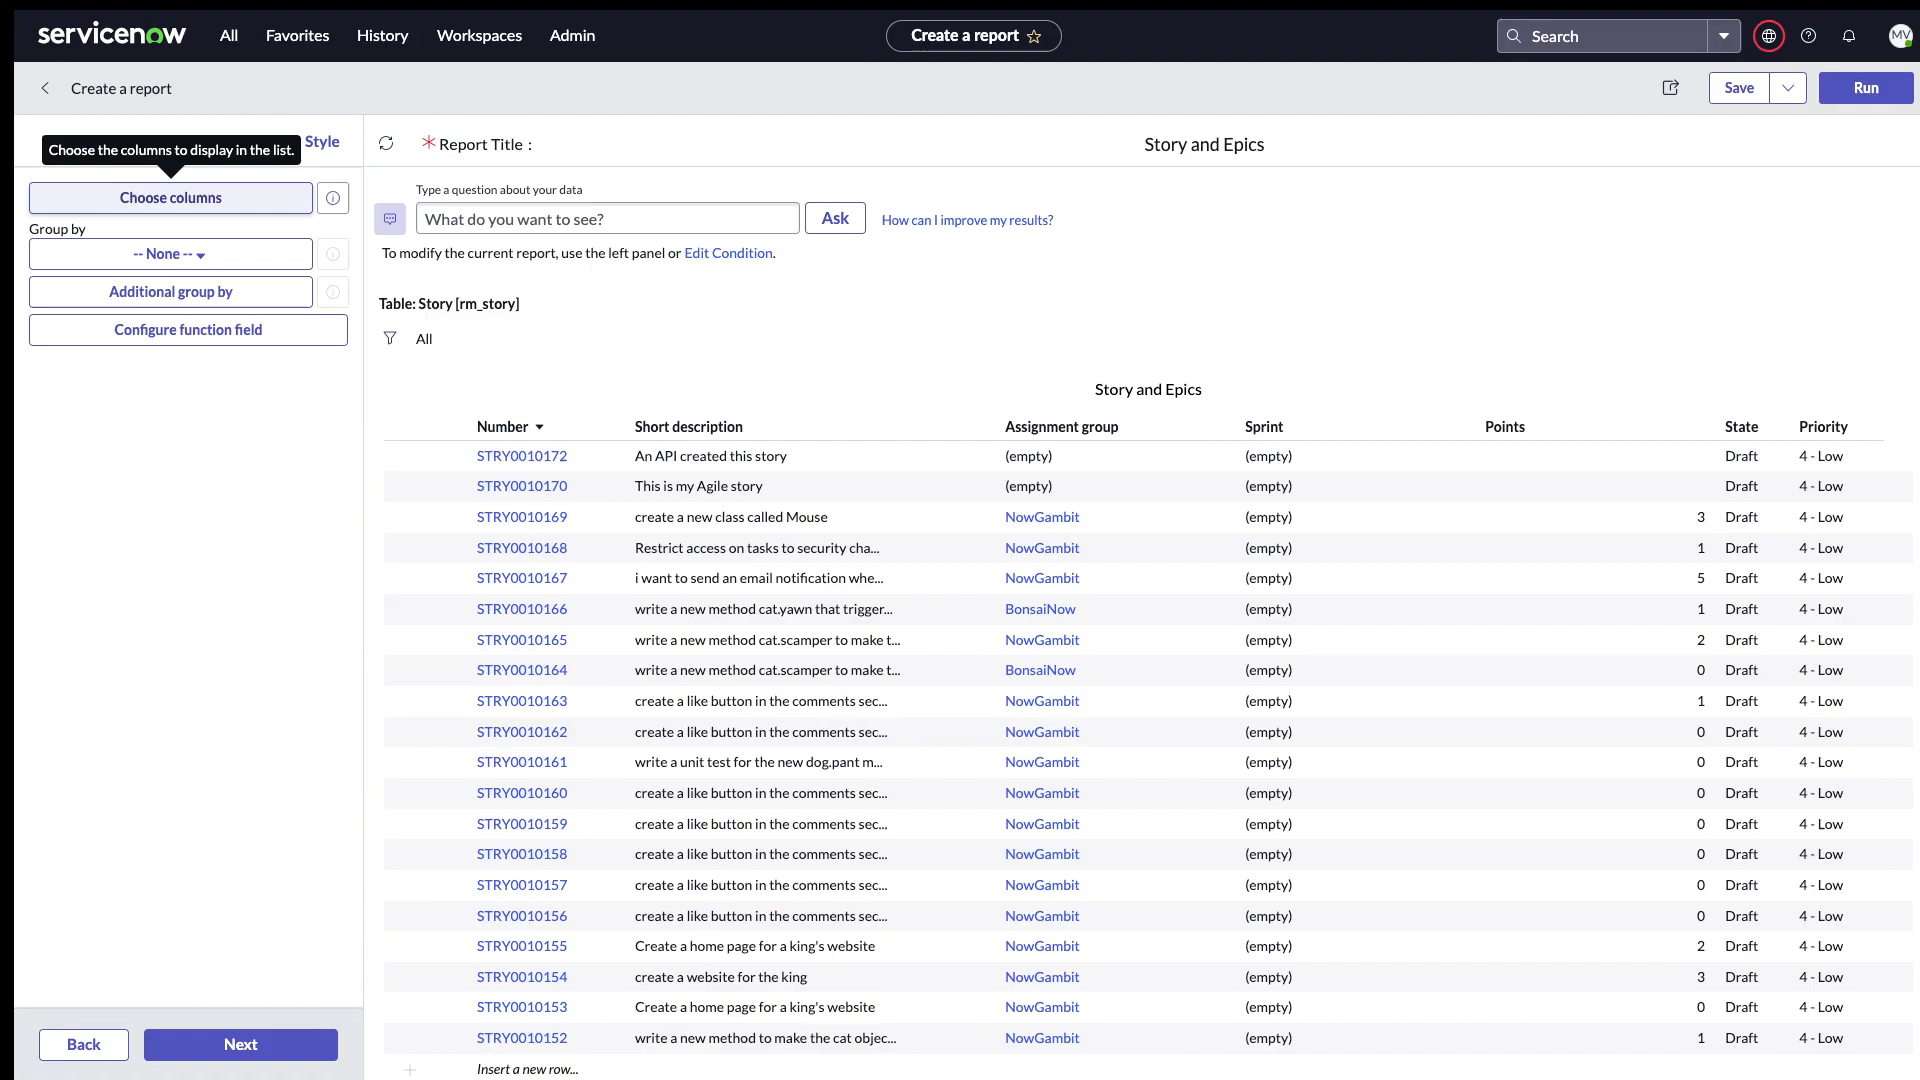 servicenow All Favorites History Workspaces Admin Create a report Search MV
Create a report Save Run
Choose the columns to display in the list. Style
* Report Title : Story and Epics
Choose columns
Group by
-- None --
Additional group by
Configure function field
Type a question about your data
What do you want to see? Ask How can I improve my results?
To modify the current report, use the left panel or Edit Condition.
Table: Story [rm_story]
All
Story and Epics
Number Short description Assignment group Sprint Points State Priority
STRY0010172 An API created this story (empty) (empty) Draft 4 - Low
STRY0010170 This is my Agile story (empty) (empty) Draft 4 - Low
STRY0010169 create a new class called Mouse NowGambit (empty) 3 Draft 4 - Low
STRY0010168 Restrict access on tasks to security cha... NowGambit (empty) 1 Draft 4 - Low
STRY0010167 i want to send an email notification whe... NowGambit (empty) 5 Draft 4 - Low
STRY0010166 write a new method cat.yawn that trigger... BonsaiNow (empty) 1 Draft 4 - Low
STRY0010165 write a new method cat.scamper to make t... NowGambit (empty) 2 Draft 4 - Low
STRY0010164 write a new method cat.scamper to make t... BonsaiNow (empty) 0 Draft 4 - Low
STRY0010163 create a like button in the comments sec... NowGambit (empty) 1 Draft 4 - Low
STRY0010162 create a like button in the comments sec... NowGambit (empty) 0 Draft 4 - Low
STRY0010161 write a unit test for the new dog.pant m... NowGambit (empty) 0 Draft 4 - Low
STRY0010160 create a like button in the comments sec... NowGambit (empty) 0 Draft 4 - Low
STRY0010159 create a like button in the comments sec... NowGambit (empty) 0 Draft 4 - Low
STRY0010158 create a like button in the comments sec... NowGambit (empty) 0 Draft 4 - Low
STRY0010157 create a like button in the comments sec... NowGambit (empty) 0 Draft 4 - Low
STRY0010156 create a like button in the comments sec... NowGambit (empty) 0 Draft 4 - Low
STRY0010155 Create a home page for a king's website NowGambit (empty) 2 Draft 4 - Low
STRY0010154 create a website for the king NowGambit (empty) 3 Draft 4 - Low
STRY0010153 Create a home page for a king's website NowGambit (empty) 0 Draft 4 - Low
STRY0010152 write a new method to make the cat objec... NowGambit (empty) 1 Draft 4 - Low
Insert a new row...
Back Next